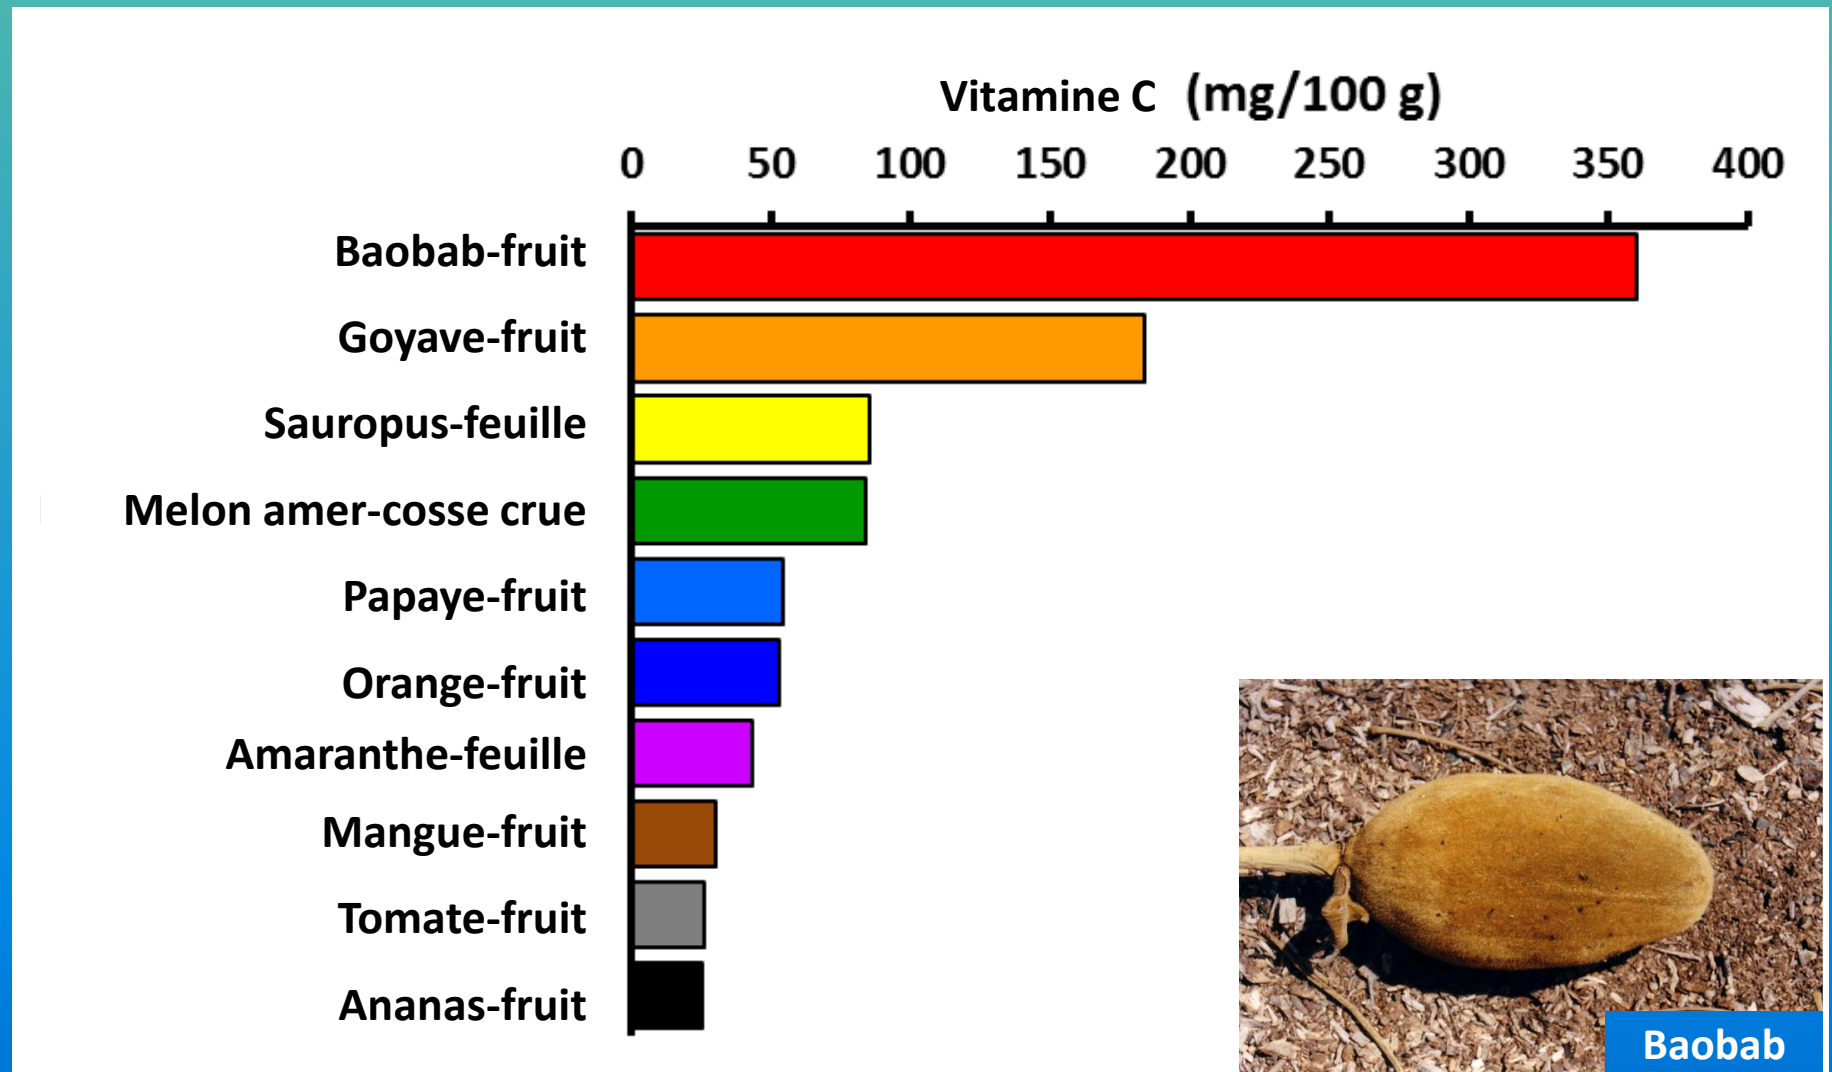 Vitamine C (mg/100 g)
0 50 100 150 200 250 300 350 400
Baobab-fruit
Goyave-fruit
Sauropus-feuille
Melon amer-cosse crue
Papaye-fruit
Orange-fruit
Amaranthe-feuille
Mangue-fruit
Tomate-fruit
Ananas-fruit
Baobab